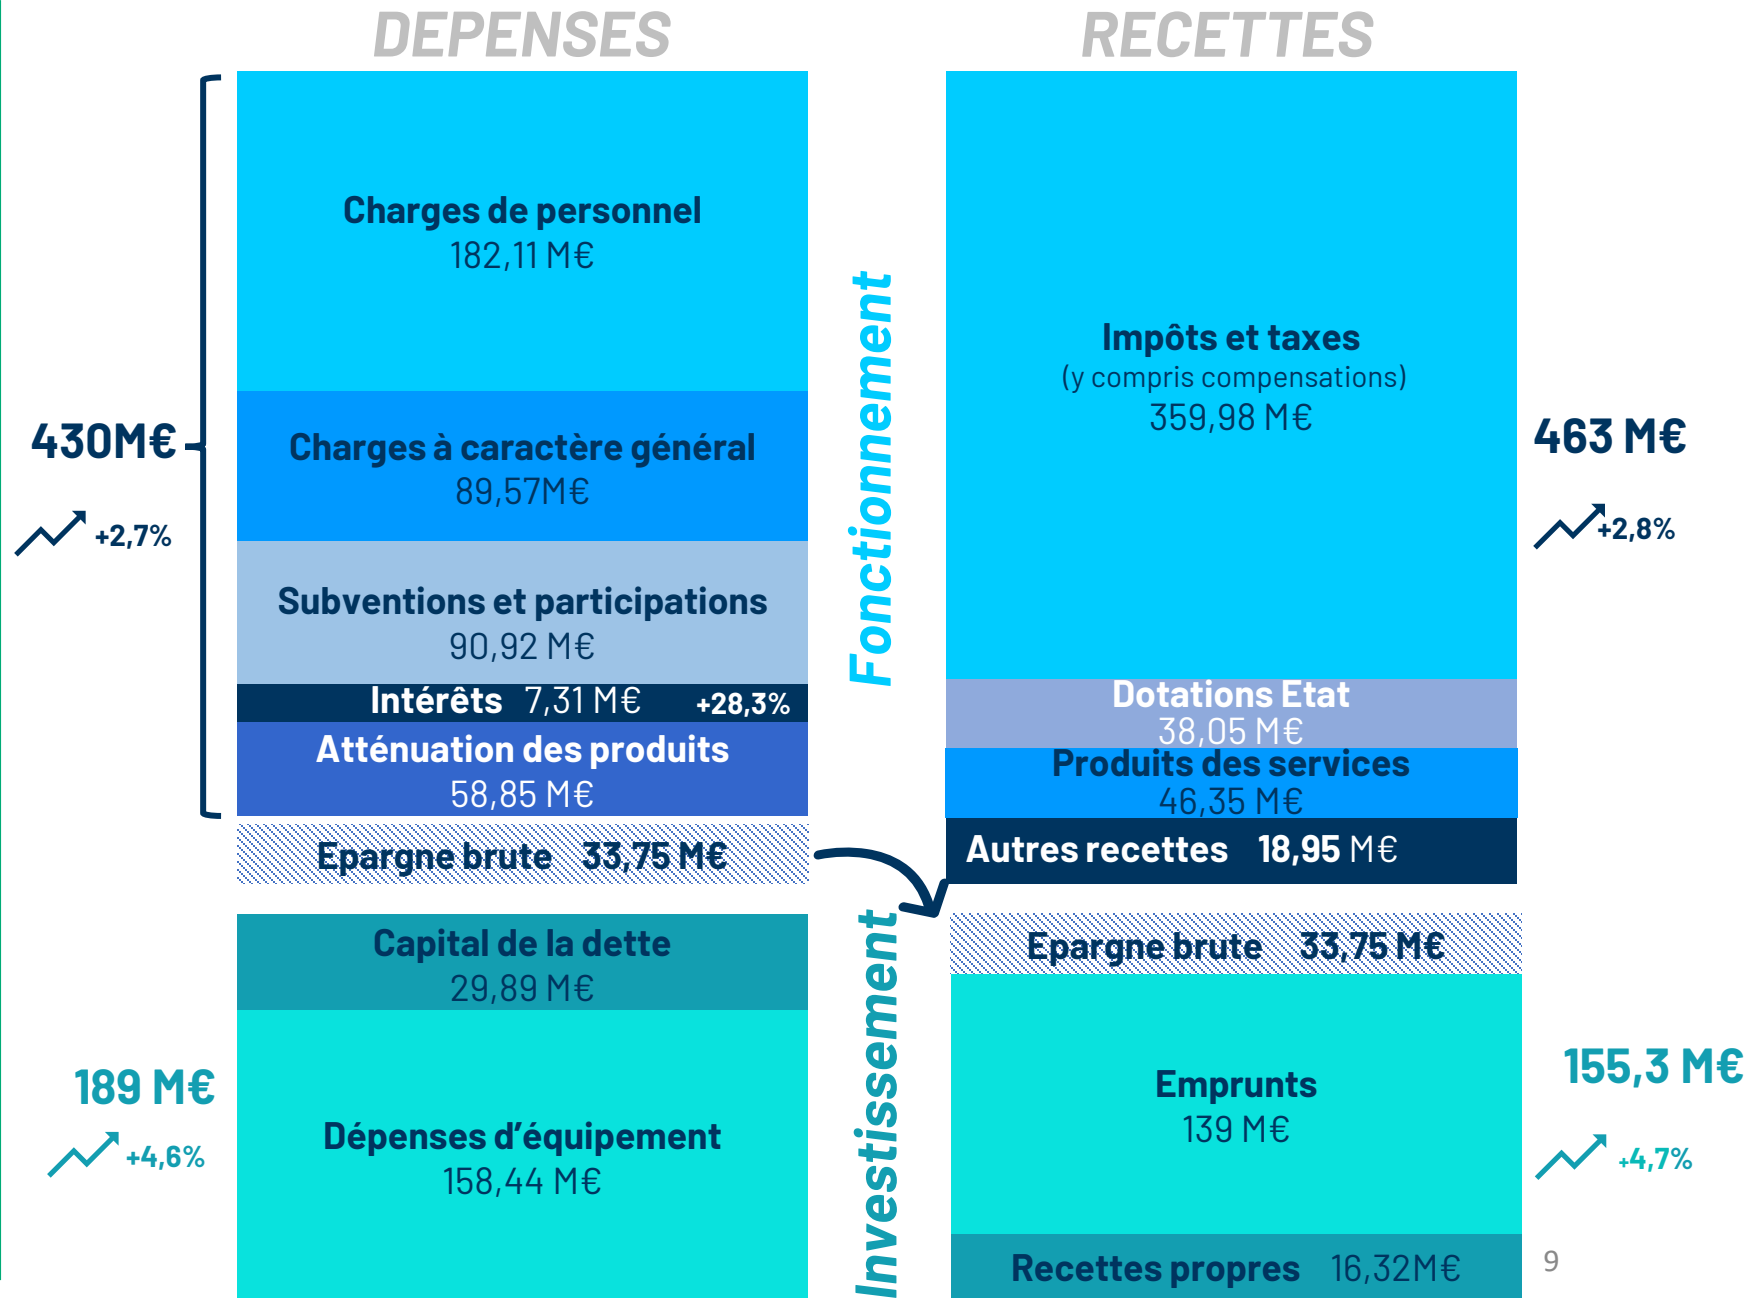 DEPENSES
RECETTES
Charges de personnel
182,11 M€
Charges à caractère général
89,57M€
Subventions et participations
90,92 M€
Intérêts 7,31 M€ +28,3%
Atténuation des produits
58,85 M€
Epargne brute 33,75 M€
430M€
+2,7%
Fonctionnement
Impôts et taxes
(y compris compensations)
359,98 M€
Dotations Etat
38,05 M€
Produits des services
46,35 M€
Autres recettes 18,95 M€
463 M€
+2,8%
Capital de la dette
29,89 M€
Dépenses d’équipement
158,44 M€
189 M€
+4,6%
Investissement
Epargne brute 33,75 M€
Emprunts
139 M€
Recettes propres 16,32M€
155,3 M€
+4,7%
9